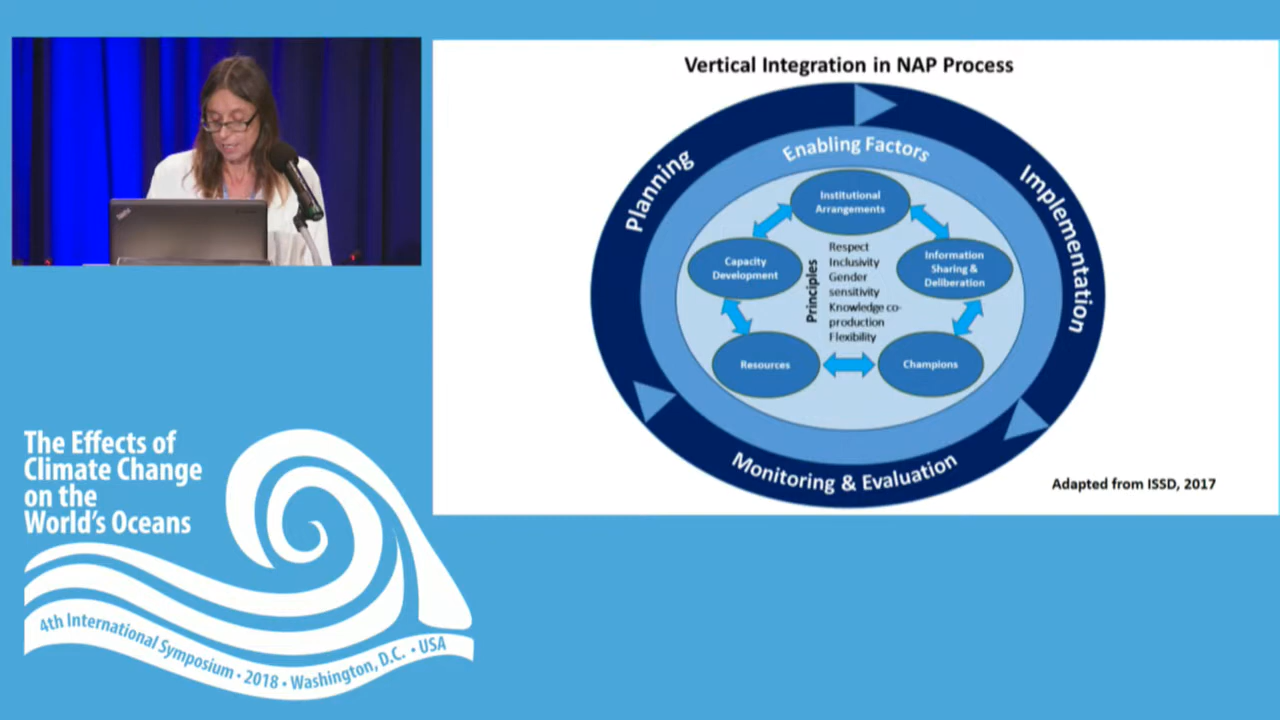 Vertical Integration in NAP Process
Planning
Enabling Factors
Implementation
Institutional
Arrangements
Capacity
Development
Information
Sharing &
Deliberation
Principles
Respect
Inclusivity
Gender
sensitivity
Knowledge co-
production
Flexibility
Resources
Champions
Monitoring & Evaluation
Adapted from ISSD, 2017
The Effects of
Climate Change
on the
World's Oceans
4th International Symposium • 2018 • Washington, D.C. • USA